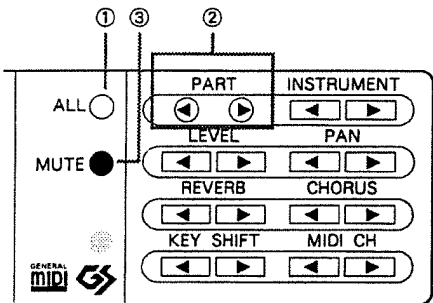 ① ③ ②
PART INSTRUMENT
ALL
LEVEL PAN
MUTE
REVERB CHORUS
KEY SHIFT MIDI CH
GENERAL
MIDI GS